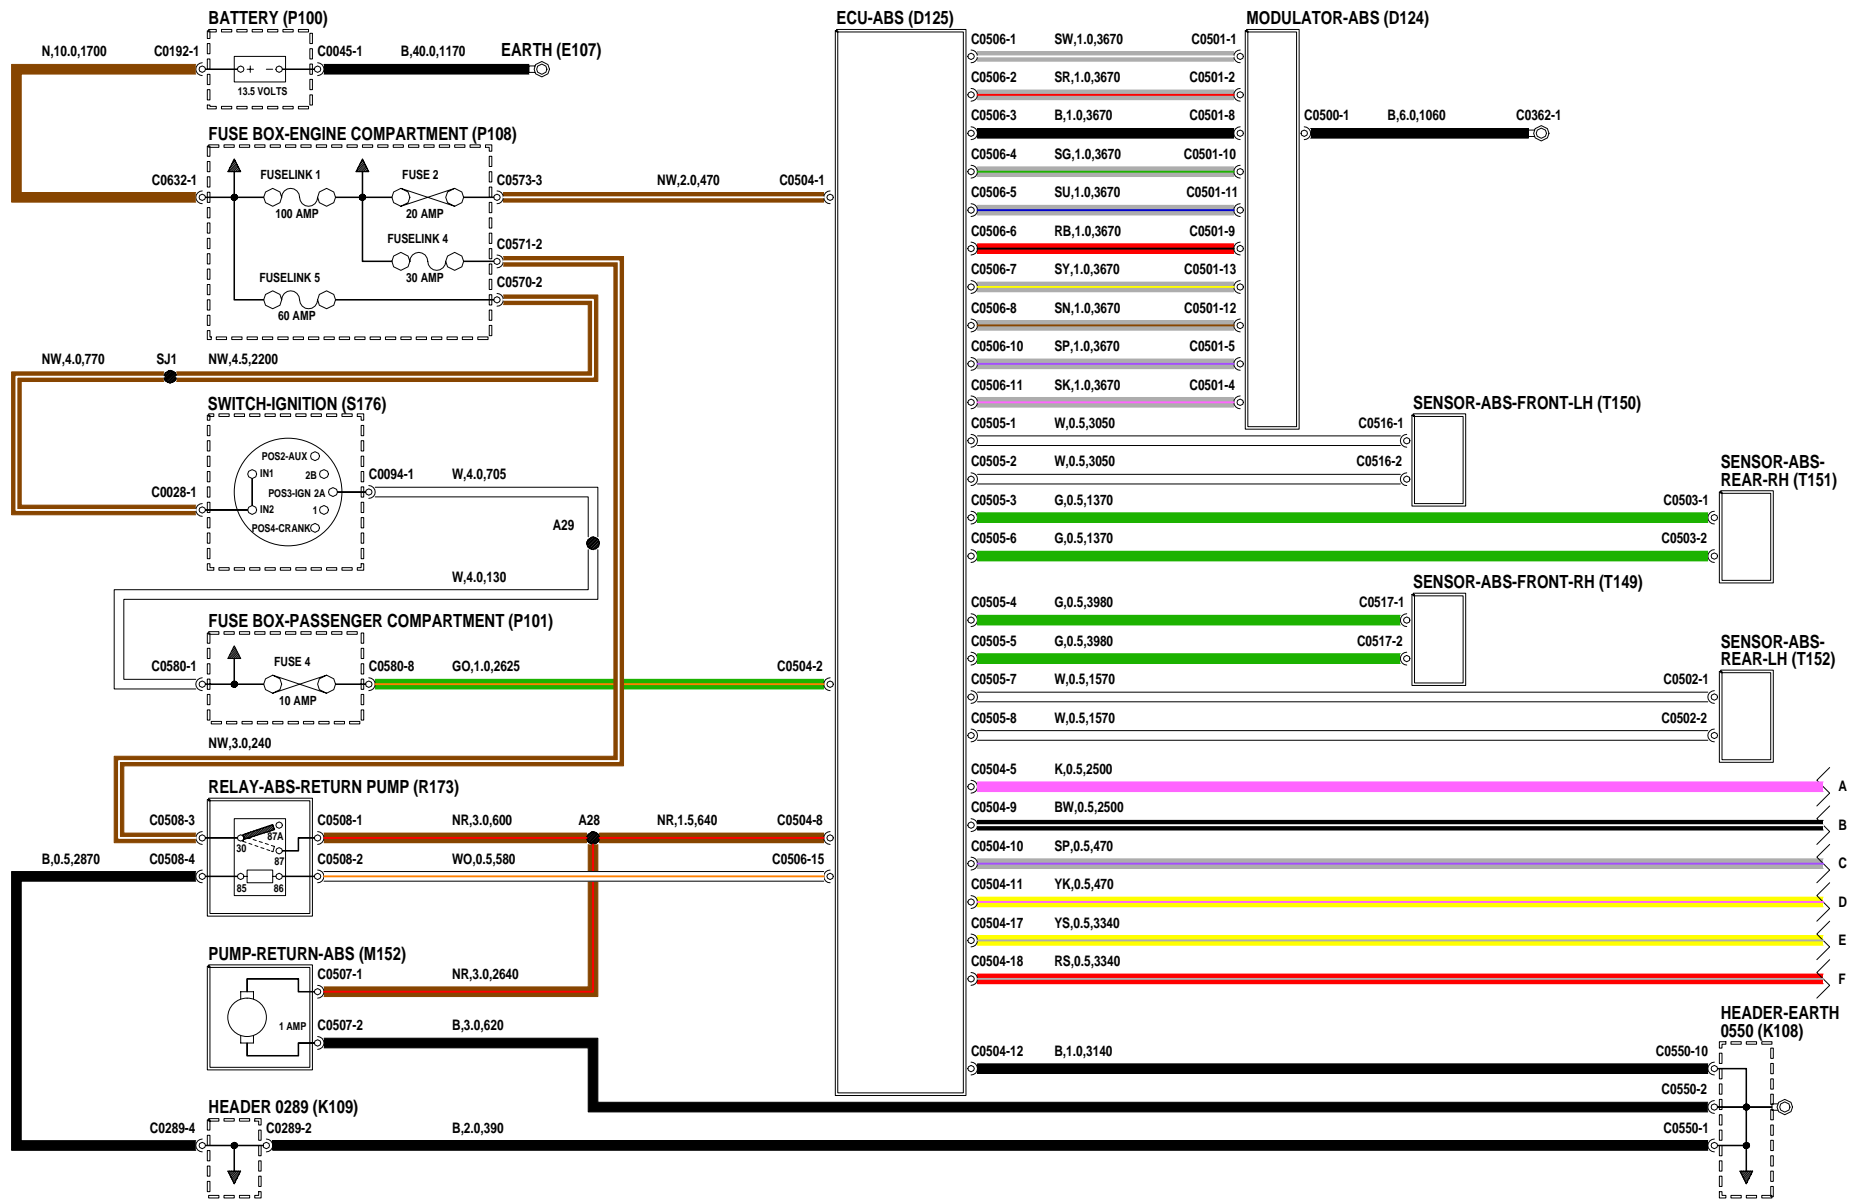 BATTERY (P100)
N,10.0,1700
C0192-1
C0045-1
B,40.0,1170
EARTH (E107)
+ -
13.5 VOLTS
FUSE BOX-ENGINE COMPARTMENT (P108)
C0632-1
FUSELINK 1
100 AMP
FUSE 2
20 AMP
C0573-3
NW,2.0,470
C0504-1
FUSELINK 4
30 AMP
C0571-2
FUSELINK 5
60 AMP
C0570-2
NW,4.0,770
SJ1
NW,4.5,2200
SWITCH-IGNITION (S176)
POS2-AUX
IN1
2B
POS3-IGN 2A
IN2
1
POS4-CRANK
C0028-1
C0094-1
W,4.0,705
A29
W,4.0,130
FUSE BOX-PASSENGER COMPARTMENT (P101)
C0580-1
FUSE 4
10 AMP
C0580-8
GO,1.0,2625
C0504-2
NW,3.0,240
RELAY-ABS-RETURN PUMP (R173)
C0508-3
87A
30
87
85
86
C0508-1
NR,3.0,600
A28
NR,1.5,640
C0504-8
B,0.5,2870
C0508-4
C0508-2
WO,0.5,580
C0506-15
PUMP-RETURN-ABS (M152)
C0507-1
NR,3.0,2640
1 AMP
C0507-2
B,3.0,620
HEADER 0289 (K109)
C0289-4
C0289-2
B,2.0,390
ECU-ABS (D125)
MODULATOR-ABS (D124)
C0506-1
SW,1.0,3670
C0501-1
C0506-2
SR,1.0,3670
C0501-2
C0506-3
B,1.0,3670
C0501-8
C0500-1
B,6.0,1060
C0362-1
C0506-4
SG,1.0,3670
C0501-10
C0506-5
SU,1.0,3670
C0501-11
C0506-6
RB,1.0,3670
C0501-9
C0506-7
SY,1.0,3670
C0501-13
C0506-8
SN,1.0,3670
C0501-12
C0506-10
SP,1.0,3670
C0501-5
C0506-11
SK,1.0,3670
C0501-4
SENSOR-ABS-FRONT-LH (T150)
C0505-1
W,0.5,3050
C0516-1
C0505-2
W,0.5,3050
C0516-2
SENSOR-ABS-
REAR-RH (T151)
C0505-3
G,0.5,1370
C0503-1
C0505-6
G,0.5,1370
C0503-2
SENSOR-ABS-FRONT-RH (T149)
C0505-4
G,0.5,3980
C0517-1
C0505-5
G,0.5,3980
C0517-2
SENSOR-ABS-
REAR-LH (T152)
C0505-7
W,0.5,1570
C0502-1
C0505-8
W,0.5,1570
C0502-2
C0504-5
K,0.5,2500
A
C0504-9
BW,0.5,2500
B
C0504-10
SP,0.5,470
C
C0504-11
YK,0.5,470
D
C0504-17
YS,0.5,3340
E
C0504-18
RS,0.5,3340
F
HEADER-EARTH
0550 (K108)
C0504-12
B,1.0,3140
C0550-10
C0550-2
C0550-1